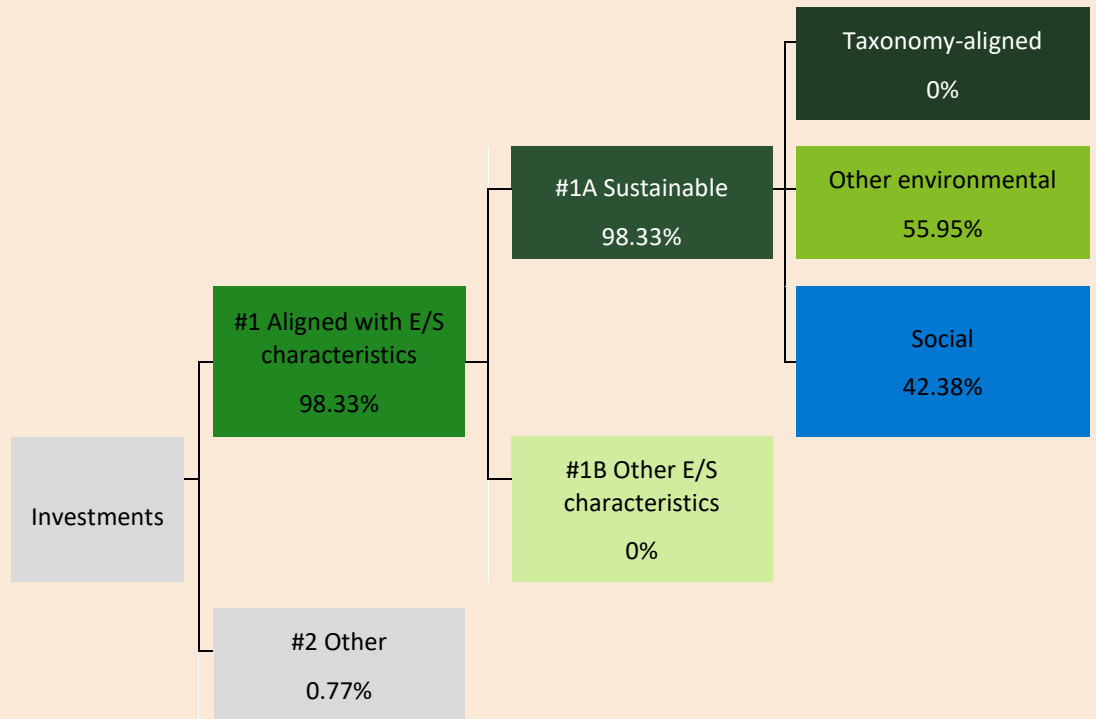 Taxonomy-aligned
0%
#1A Sustainable
98.33%
Other environmental
55.95%
#1 Aligned with E/S
characteristics
98.33%
Social
42.38%
Investments
#1B Other E/S
characteristics
0%
#2 Other
0.77%